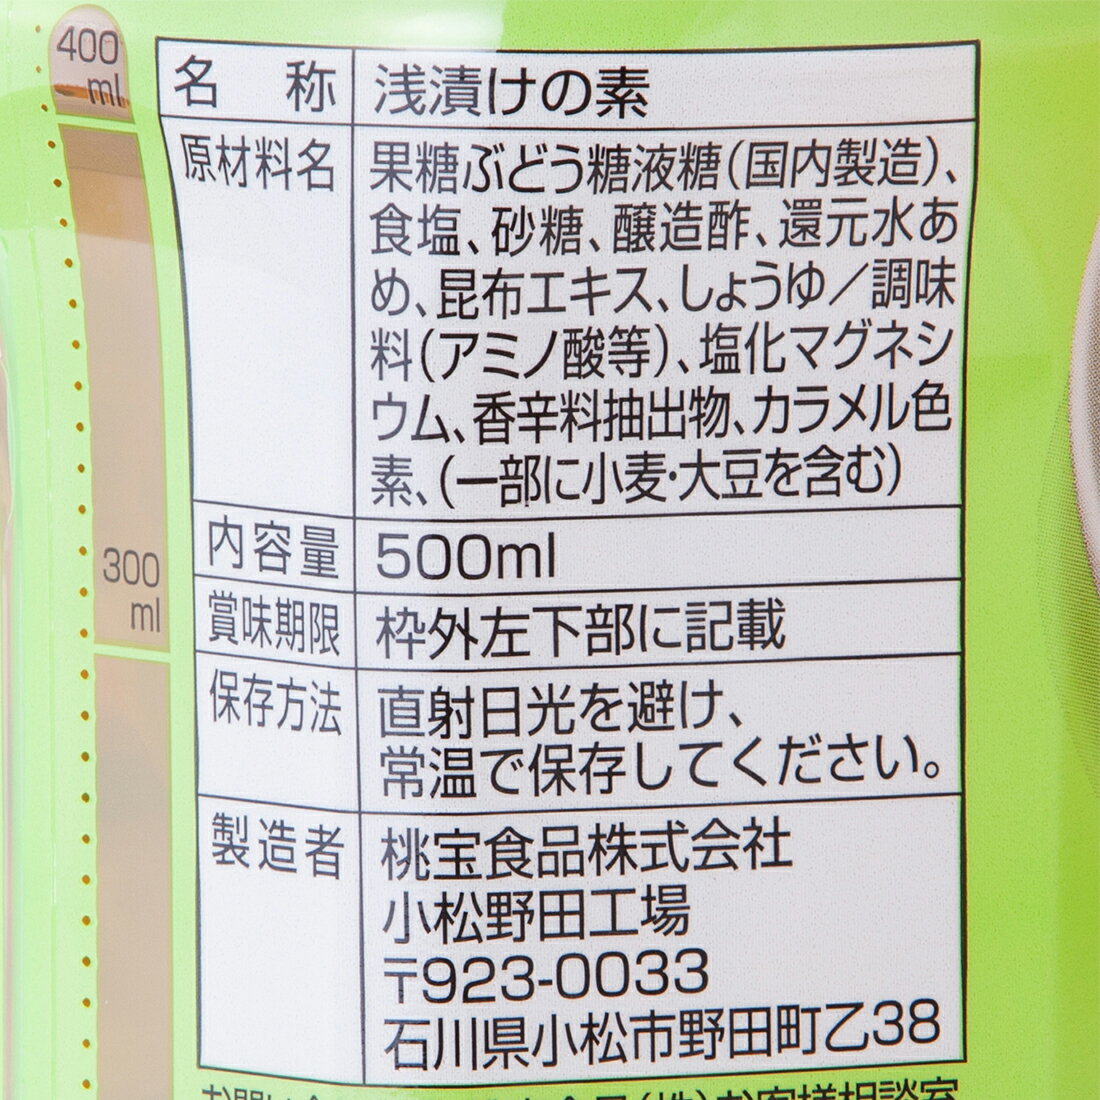 400
ml
300
ml
名称 浅漬けの素
原材料名 果糖ぶどう糖液糖(国内製造)、
食塩、砂糖、醸造酢、還元水あ
め、昆布エキス、しょうゆ／調味
料(アミノ酸等)、塩化マグネシ
ウム、香辛料抽出物、カラメル色
素、(一部に小麦・大豆を含む)
内容量 500ml
賞味期限 枠外左下部に記載
保存方法 直射日光を避け、
常温で保存してください。
製造者 桃宝食品株式会社
小松野田工場
〒923-0033
石川県小松市野田町乙38